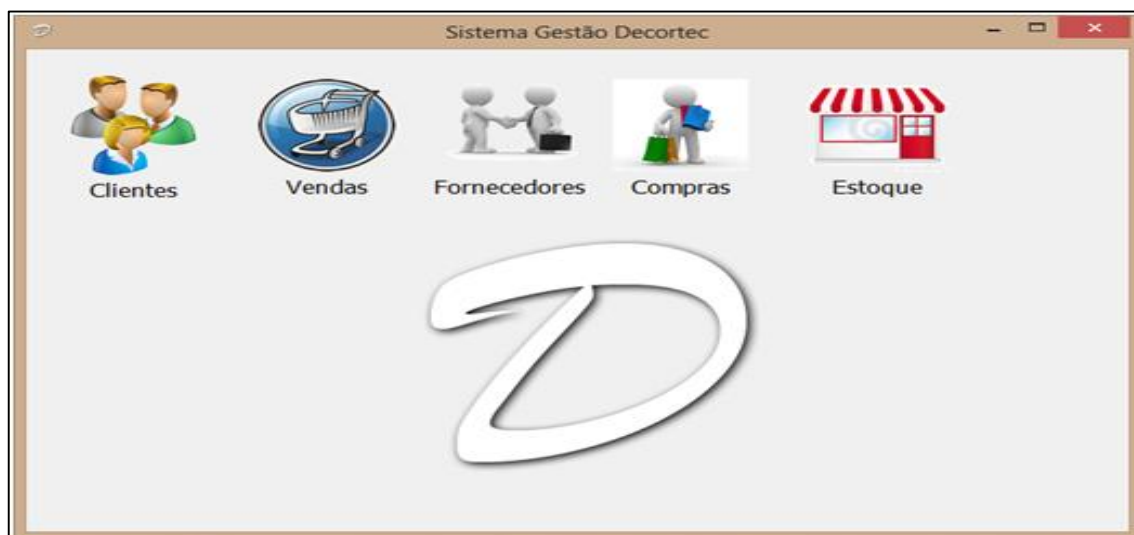 Sistema Gestão Decortec
Clientes
Vendas
Fornecedores
Compras
Estoque
D